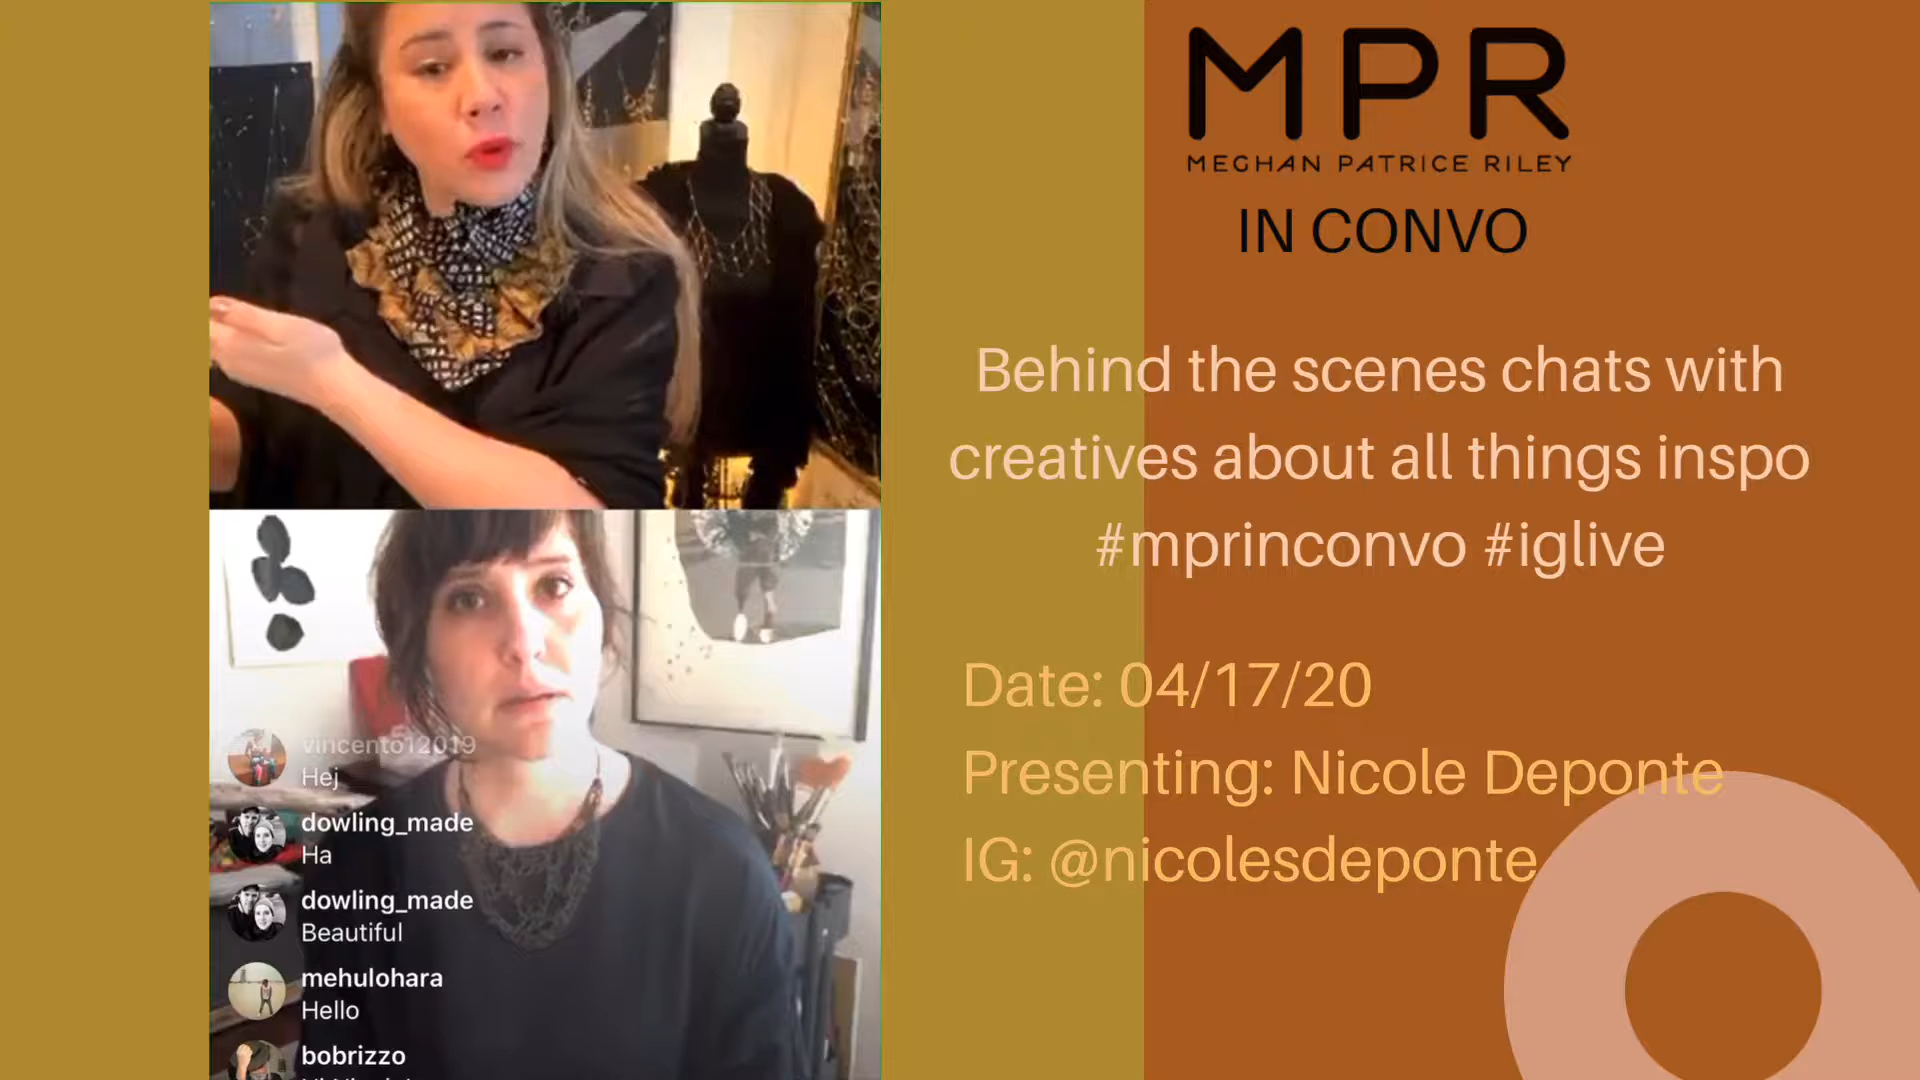 MPR
MEGHAN PATRICE RILEY
IN CONVO
Behind the scenes chats with
creatives about all things inspo
#mprinconvo #iglive
Date: 04/17/20
Presenting: Nicole Deponte
IG: @nicolesdeponte
vincento12019
Hej
dowling_made
Ha
dowling_made
Beautiful
mehulohara
Hello
bobrizzo